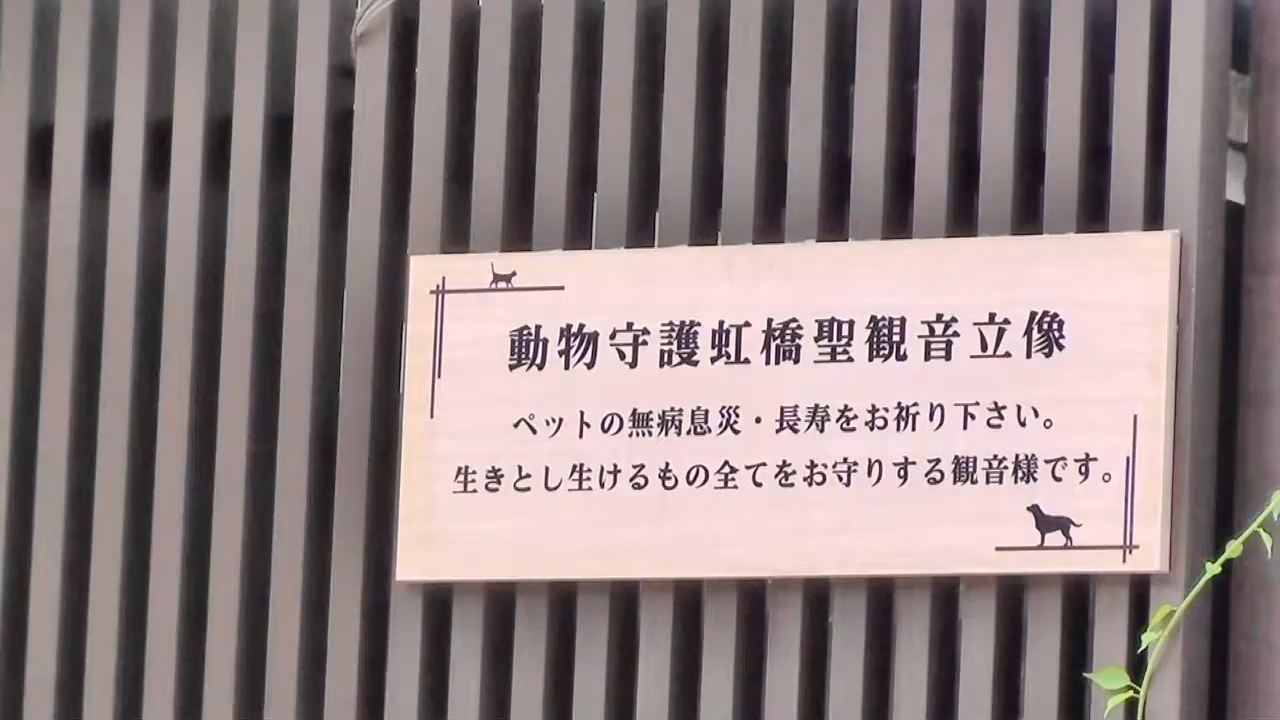 動物守護虹橋聖観音立像
ペットの無病息災・長寿をお祈り下さい。
生きとし生けるもの全てをお守りする観音様です。